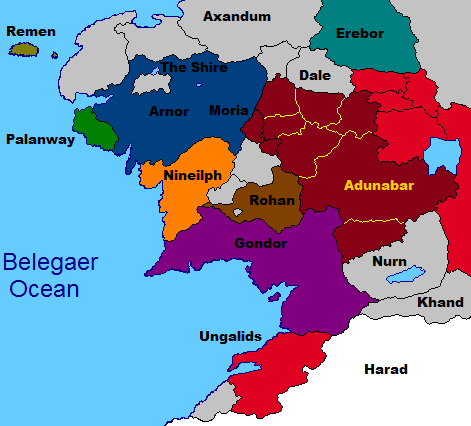 Axandum
Remen
Erebor
The Shire
Dale
Arnor
Moria
Palanway
Nineilph
Adunabar
Rohan
Gondor
Belegaer
Ocean
Nurn
Khand
Ungalids
Harad